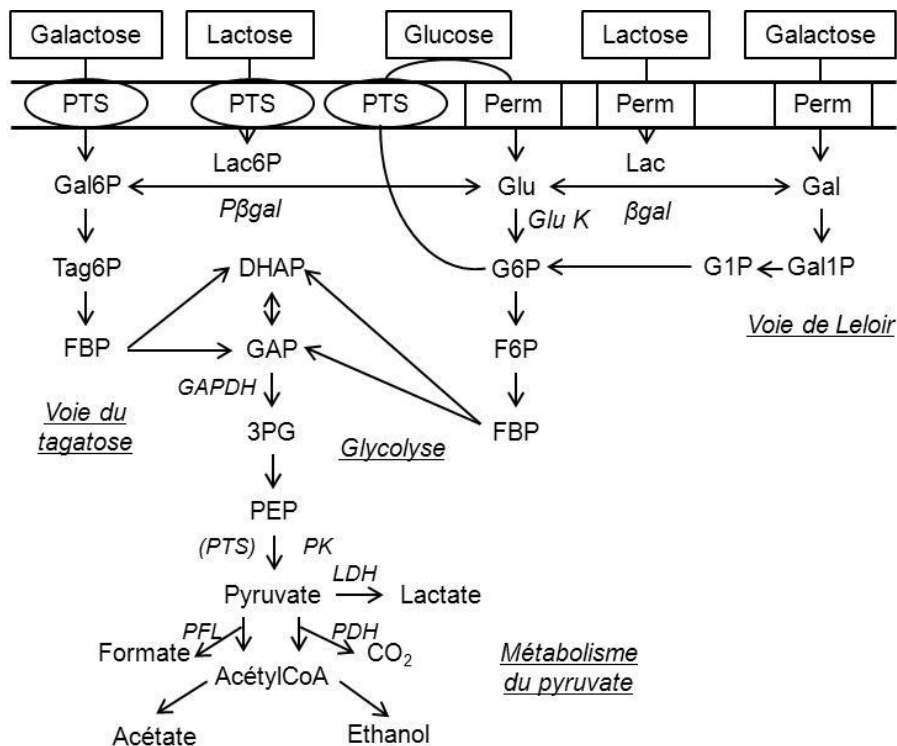 Galactose
Lactose
Glucose
Lactose
Galactose
PTS
PTS
PTS
Perm
Perm
Perm
Lac6P
Lac
Gal6P
Glu
Gal
Pβgal
Glu K
βgal
Tag6P
DHAP
G6P
G1P
Gal1P
Voie de Leloir
FBP
GAP
F6P
GAPDH
Voie du
tagatose
3PG
Glycolyse
FBP
PEP
(PTS)
PK
LDH
Pyruvate
Lactate
PFL
PDH
Formate
CO₂
Métabolisme
du pyruvate
AcétylCoA
Acétate
Ethanol